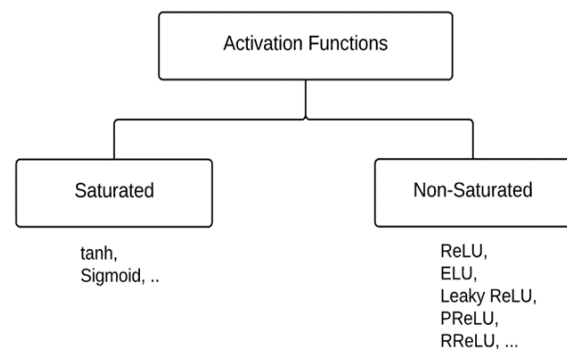 Activation Functions
Saturated
Non-Saturated
tanh,
Sigmoid, ..
ReLU,
ELU,
Leaky ReLU,
PReLU,
RReLU, ...